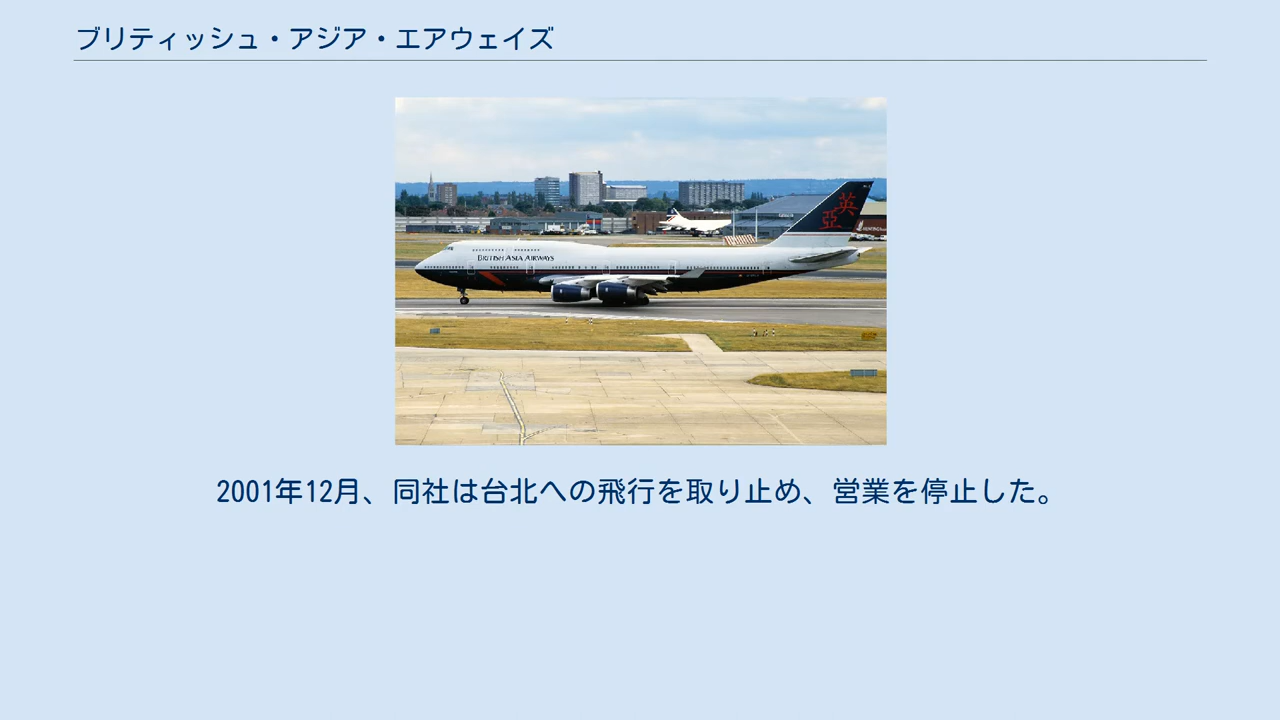 ブリティッシュ・アジア・エアウェイズ
BRITISH ASIA AIRWAYS
英
亞
2001年12月、同社は台北への飛行を取り止め、営業を停止した。